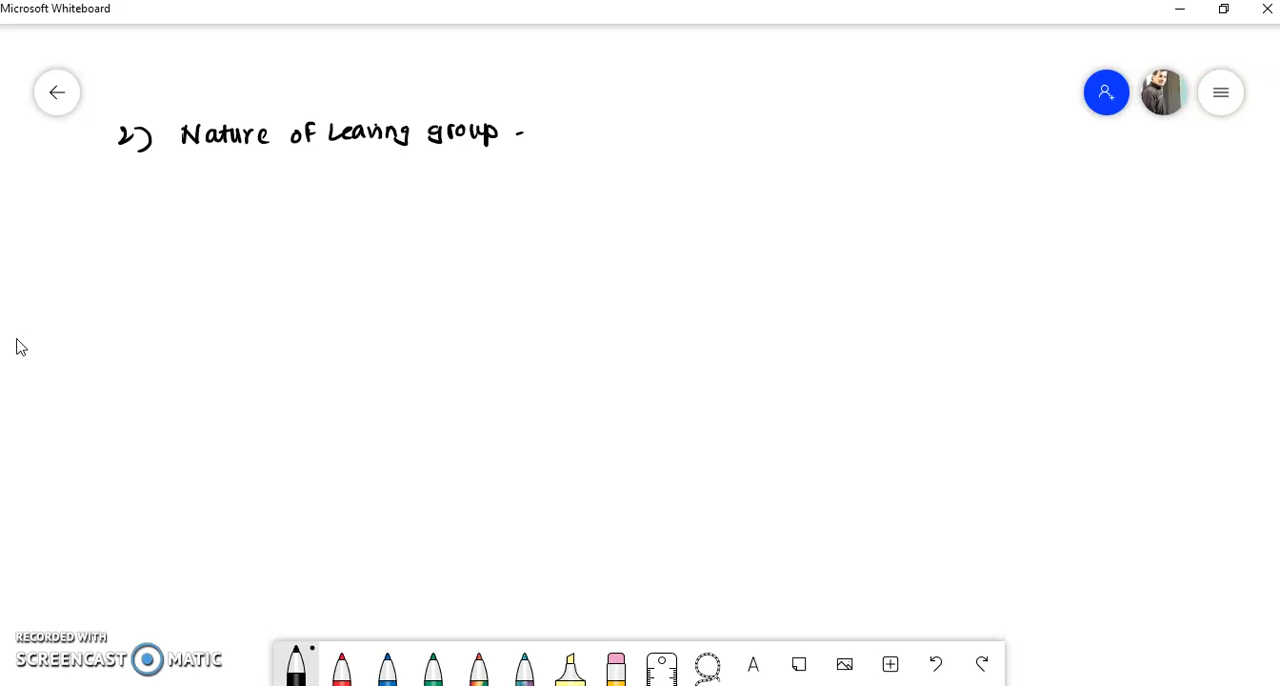 Microsoft Whiteboard
2) Nature of Leaving group -
RECORDED WITH
SCREENCAST MATIC